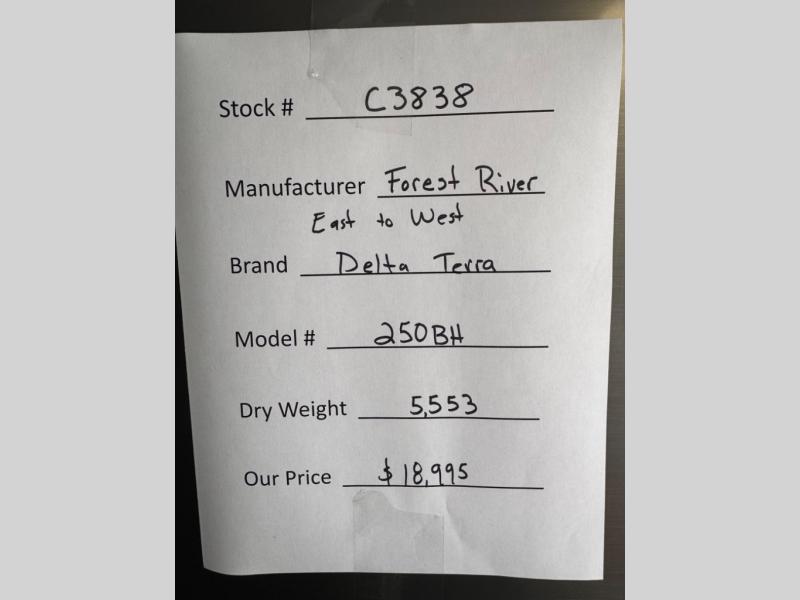 Stock # C3838
Manufacturer Forest River
East to West
Brand Delta Terra
Model # 250BH
Dry Weight 5,553
Our Price $18,995